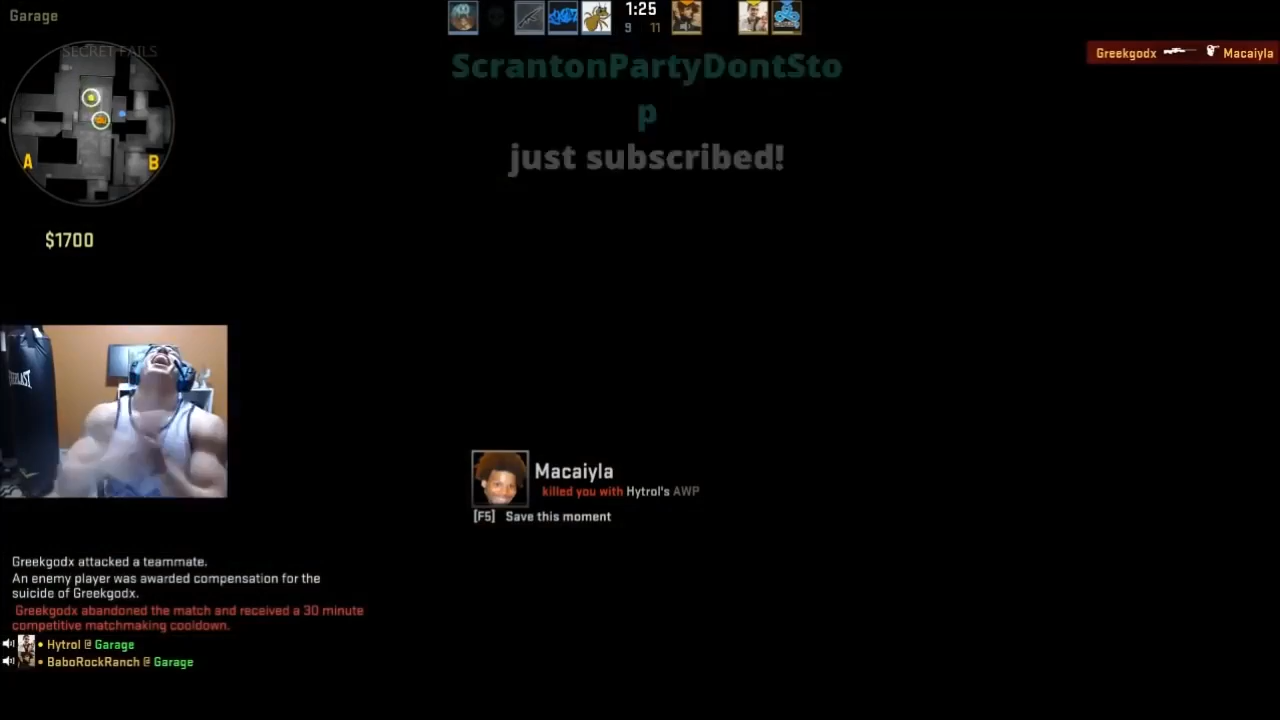 Garage
1:25
9 11
SECRET FAILS
ScrantonPartyDontSto
p
just subscribed!
Greekgodx Macaiyla
A B
$1700
Macaiyla
killed you with Hytrol's AWP
[F5] Save this moment
Greekgodx attacked a teammate.
An enemy player was awarded compensation for the
suicide of Greekgodx.
Greekgodx abandoned the match and received a 30 minute
competitive matchmaking cooldown.
Hytrol @ Garage
BaboRockRanch @ Garage